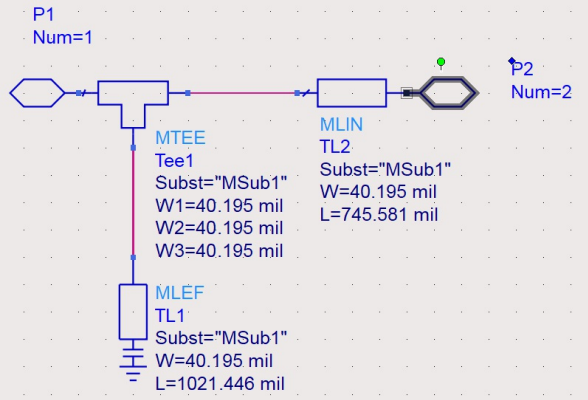 P1
Num=1
P2
Num=2
MTEE
Tee1
Subst="MSub1"
W1=40.195 mil
W2=40.195 mil
W3=40.195 mil
MLIN
TL2
Subst="MSub1"
W=40.195 mil
L=745.581 mil
MLEF
TL1
Subst="MSub1"
W=40.195 mil
L=1021.446 mil